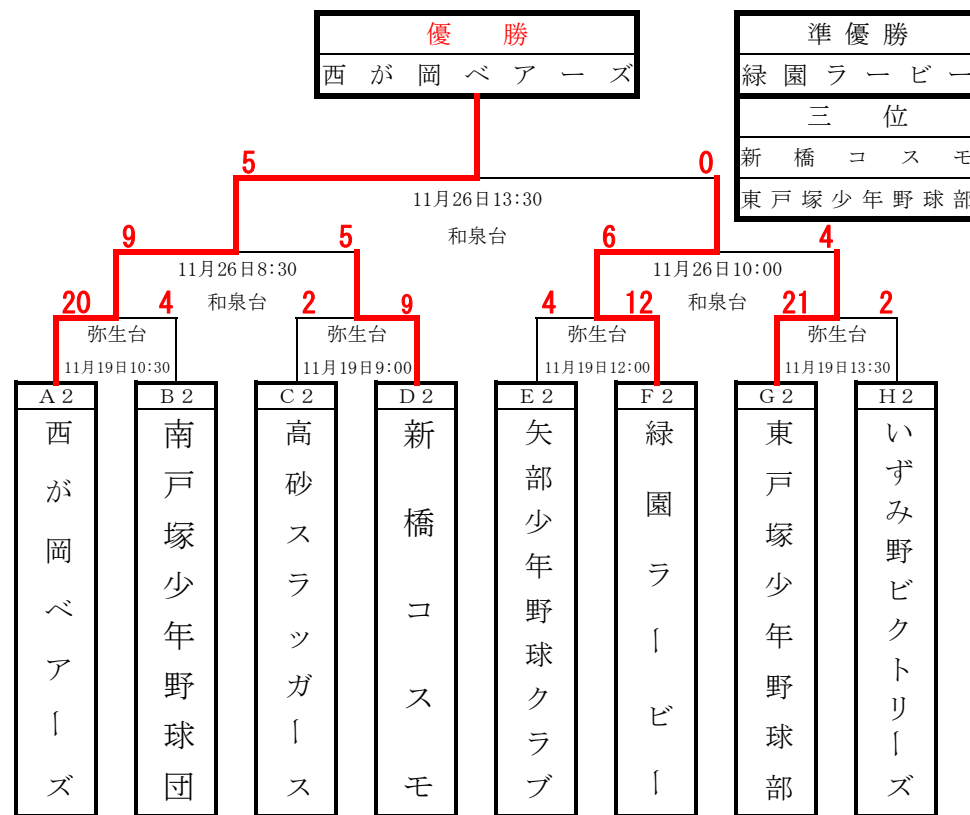 優勝
西が岡ベアーズ
準優勝
緑園ラービー
三位
新橋コスモ
東戸塚少年野球部
5
0
11月26日13:30
和泉台
9
5
6
4
11月26日8:30
和泉台
11月26日10:00
和泉台
20
4
2
9
4
12
21
2
弥生台
弥生台
弥生台
弥生台
11月19日10:30
11月19日9:00
11月19日12:00
11月19日13:30
A2
B2
C2
D2
E2
F2
G2
H2
西が岡ベアーズ
南戸塚少年野球団
高砂スラッガース
新橋コスモ
矢部少年野球クラブ
緑園ラービー
東戸塚少年野球部
いずみ野ビクトリーズ